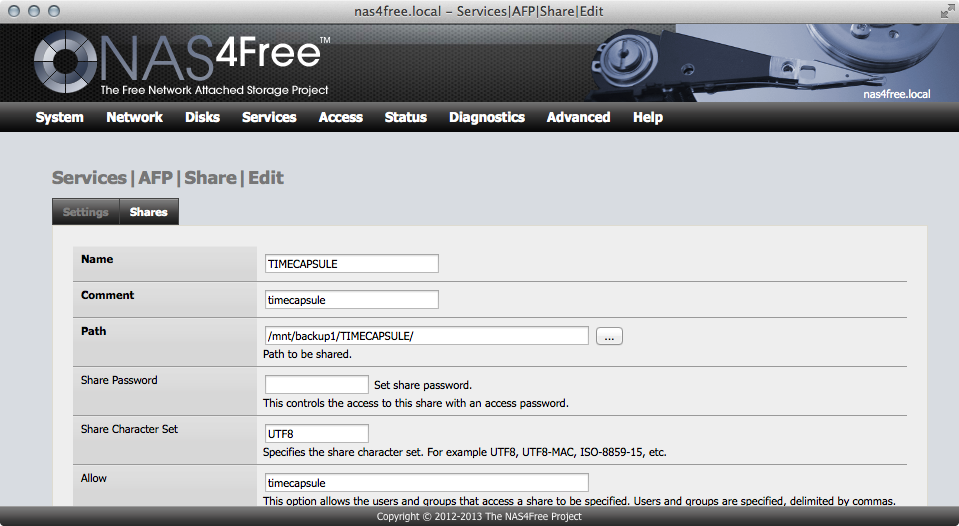 nas4free.local – Services|AFP|Share|Edit
NAS4Free™
The Free Network Attached Storage Project
nas4free.local
System Network Disks Services Access Status Diagnostics Advanced Help
Services|AFP|Share|Edit
Settings Shares
Name TIMECAPSULE
Comment timecapsule
Path /mnt/backup1/TIMECAPSULE/ ...
Path to be shared.
Share Password Set share password.
This controls the access to this share with an access password.
Share Character Set UTF8
Specifies the share character set. For example UTF8, UTF8-MAC, ISO-8859-15, etc.
Allow timecapsule
This option allows the users and groups that access a share to be specified. Users and groups are specified, delimited by commas.
Copyright © 2012-2013 The NAS4Free Project